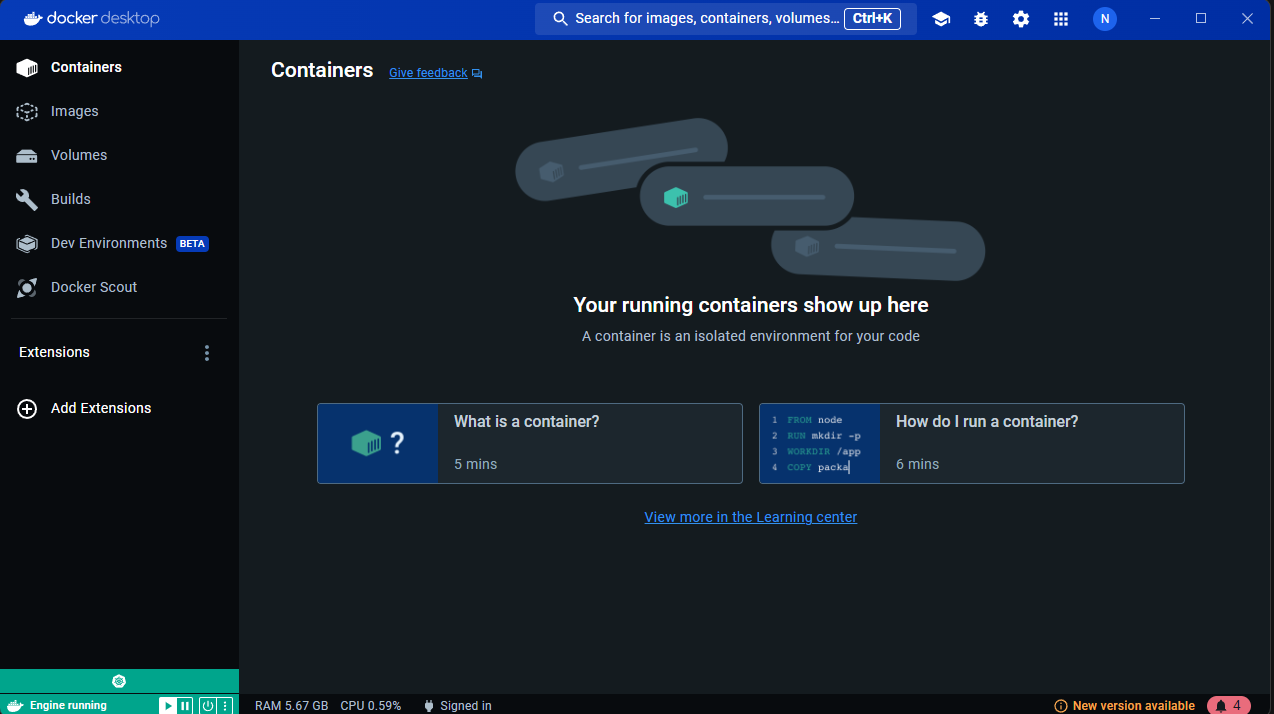 docker desktop
Search for images, containers, volumes... Ctrl+K
N
Containers
Images
Volumes
Builds
Dev Environments BETA
Docker Scout
Extensions
Add Extensions
Containers Give feedback
Your running containers show up here
A container is an isolated environment for your code
?
What is a container?
5 mins
1 FROM node
2 RUN mkdir -p
3 WORKDIR /app
4 COPY packa
How do I run a container?
6 mins
View more in the Learning center
Engine running
RAM 5.67 GB CPU 0.59% Signed in
New version available 4